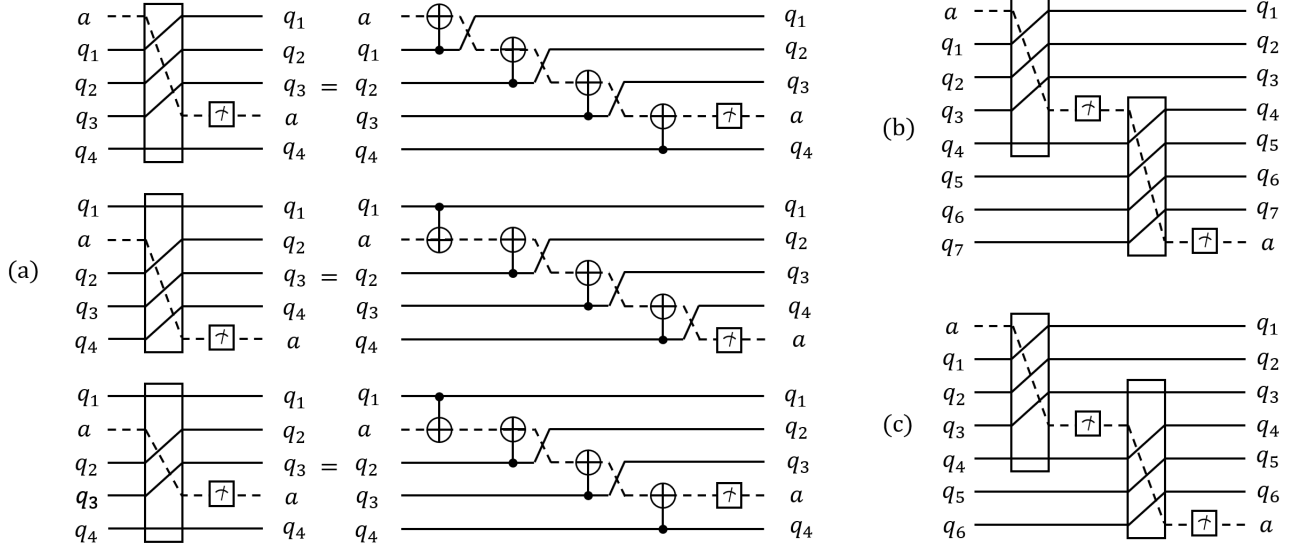 a q₁ a q₁
q₁ q₂ q₁ q₂
q₂ q₃ = q₂ q₃
q₃ a q₃ a
q₄ q₄ q₄ q₄
(a)
q₁ q₁ q₁ q₁
a q₂ a q₂
q₂ q₃ = q₂ q₃
q₃ q₄ q₃ q₄
q₄ a q₄ a
q₁ q₁ q₁ q₁
a q₂ a q₂
q₂ q₃ = q₂ q₃
q₃ a q₃ a
q₄ q₄ q₄ q₄
(b)
a q₁
q₁ q₂
q₂ q₃
q₃ q₄
q₄ q₅
q₅ q₆
q₆ q₇
q₇ a
(c)
a q₁
q₁ q₂
q₂ q₃
q₃ q₄
q₄ q₅
q₅ q₆
q₆ a